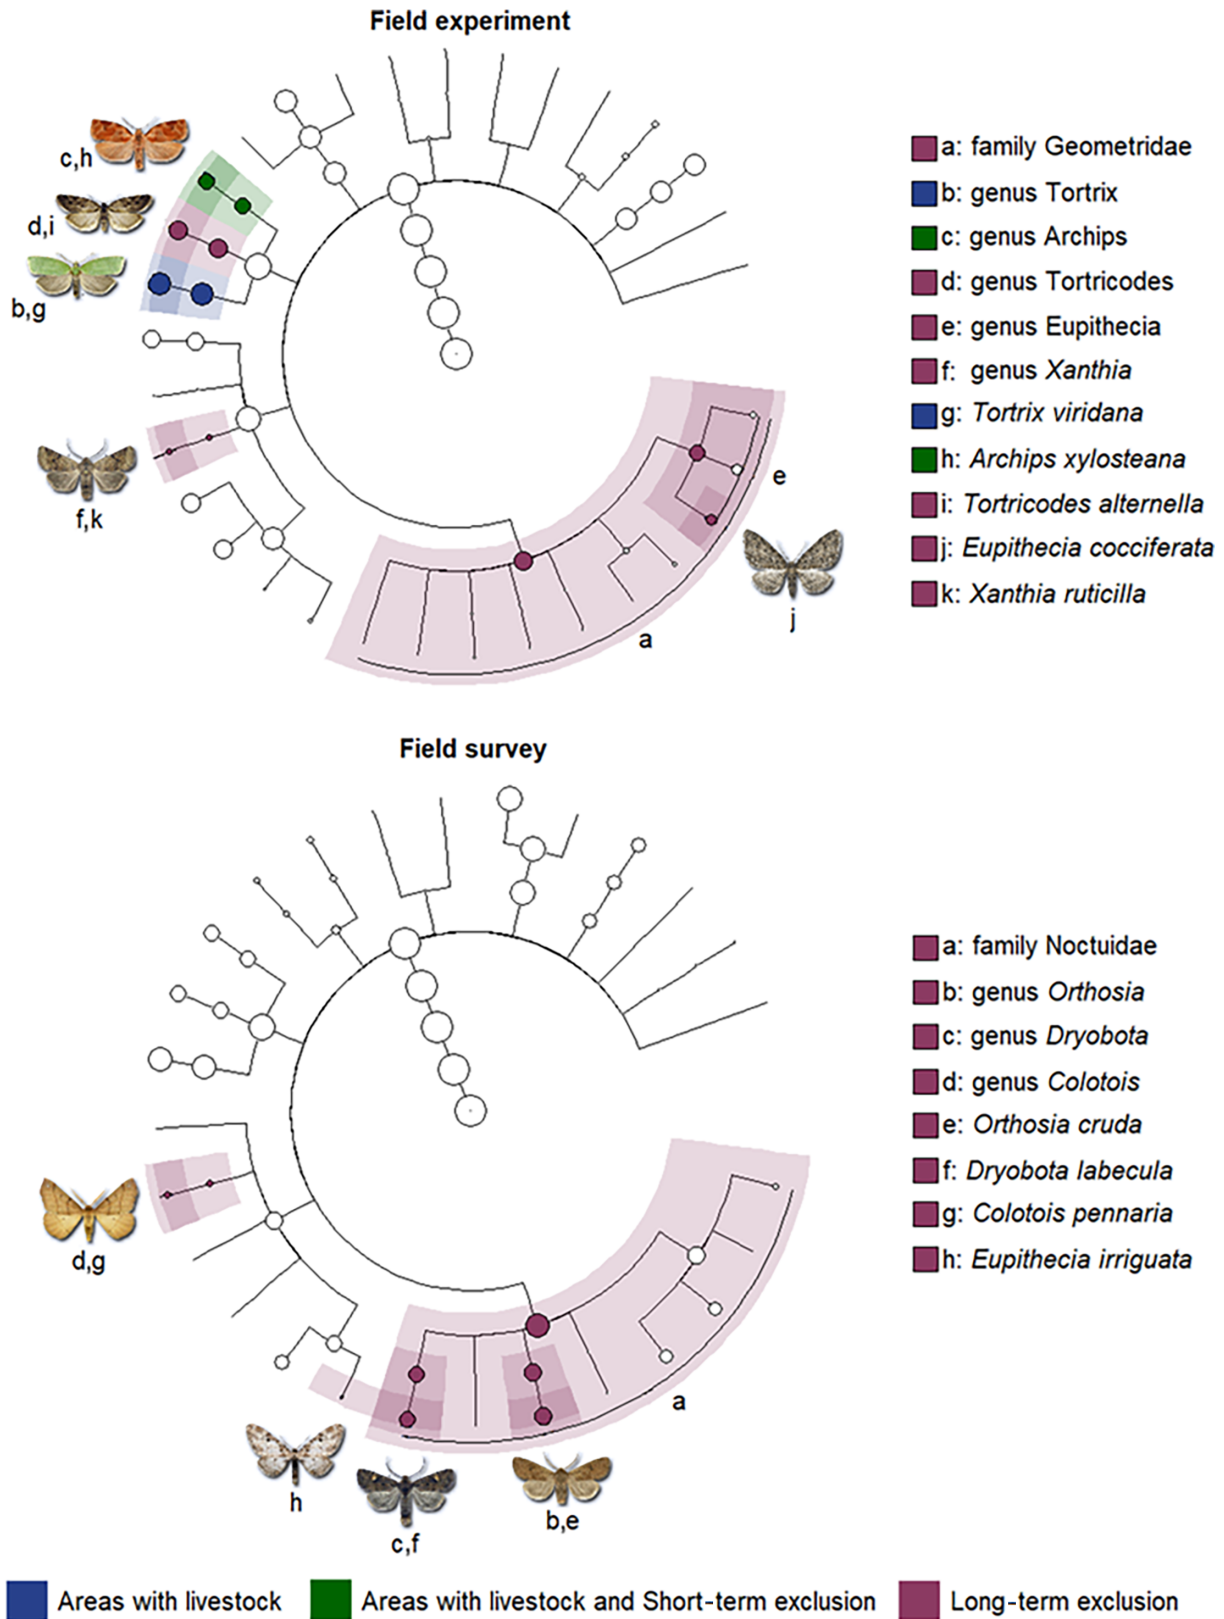 Field experiment
c,h
d,i
b,g
f,k
e
j
a
a: family Geometridae
b: genus Tortrix
c: genus Archips
d: genus Tortricodes
e: genus Eupithecia
f: genus Xanthia
g: Tortrix viridana
h: Archips xylosteana
i: Tortricodes alternella
j: Eupithecia cocciferata
k: Xanthia ruticilla
Field survey
d,g
h
c,f
b,e
a
a: family Noctuidae
b: genus Orthosia
c: genus Dryobota
d: genus Colotois
e: Orthosia cruda
f: Dryobota labecula
g: Colotois pennaria
h: Eupithecia irriguata
Areas with livestock
Areas with livestock and Short-term exclusion
Long-term exclusion